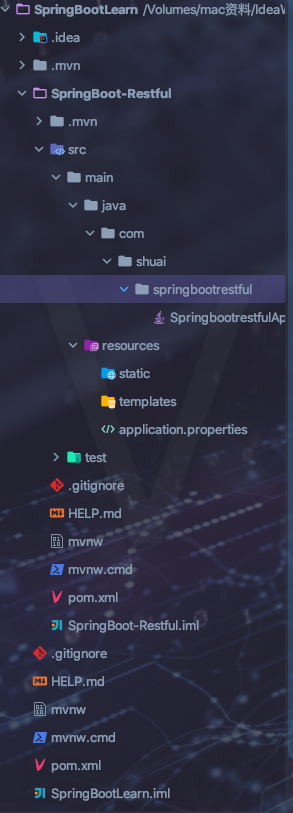 SpringBootLearn /Volumes/mac资料/Idea
.idea
.mvn
SpringBoot-Restful
.mvn
src
main
java
com
shuai
springbootrestful
SpringbootrestfulAp
resources
static
templates
application.properties
test
.gitignore
HELP.md
mvnw
mvnw.cmd
pom.xml
SpringBoot-Restful.iml
.gitignore
HELP.md
mvnw
mvnw.cmd
pom.xml
SpringBootLearn.iml